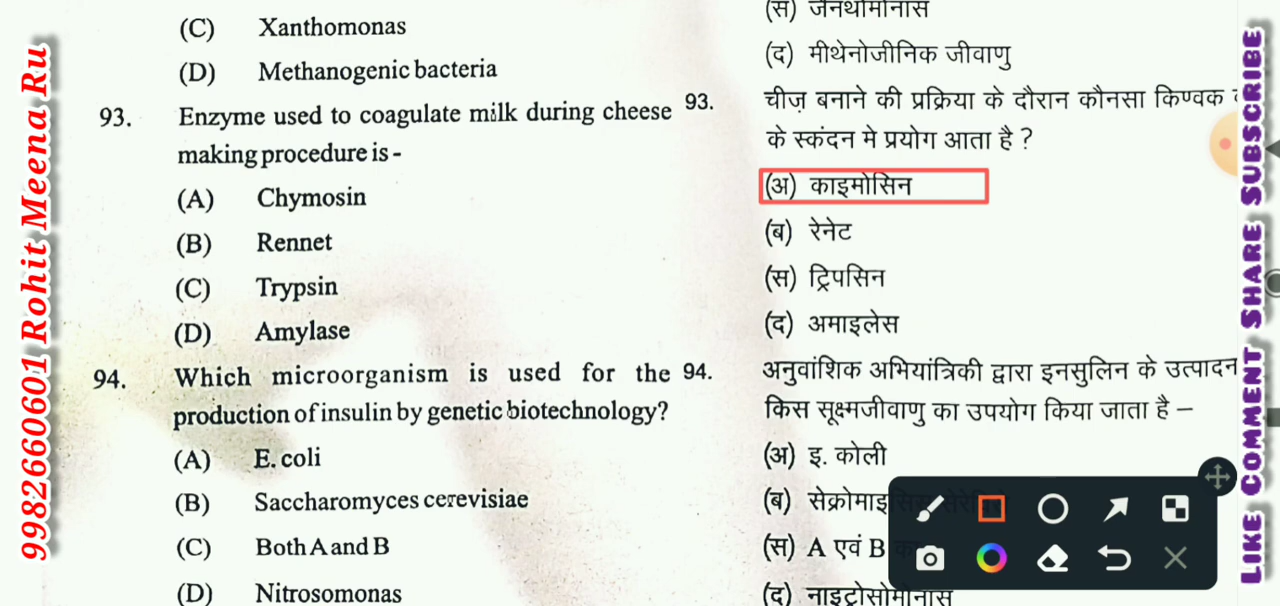 (C) Xanthomonas
(D) Methanogenic bacteria
93. Enzyme used to coagulate milk during cheese
making procedure is -
(A) Chymosin
(B) Rennet
(C) Trypsin
(D) Amylase
94. Which microorganism is used for the
production of insulin by genetic biotechnology?
(A) E. coli
(B) Saccharomyces cerevisiae
(C) Both A and B
(D) Nitrosomonas
(स) जैनथोमोनास
(द) मीथेनोजीनिक जीवाणु
93. चीज़ बनाने की प्रक्रिया के दौरान कौनसा किण्वक
के स्कंदन मे प्रयोग आता है ?
(अ) काइमोसिन
(ब) रेनेट
(स) ट्रिपसिन
(द) अमाइलेस
94. अनुवांशिक अभियांत्रिकी द्वारा इनसुलिन के उत्पादन
किस सूक्ष्मजीवाणु का उपयोग किया जाता है –
(अ) इ. कोली
(ब)
(स) A एवं B
(द) नाइट्रोसोमोनास
9982660601 Rohit Meena Ru
LIKE COMMENT SHARE SUBSCRIBE